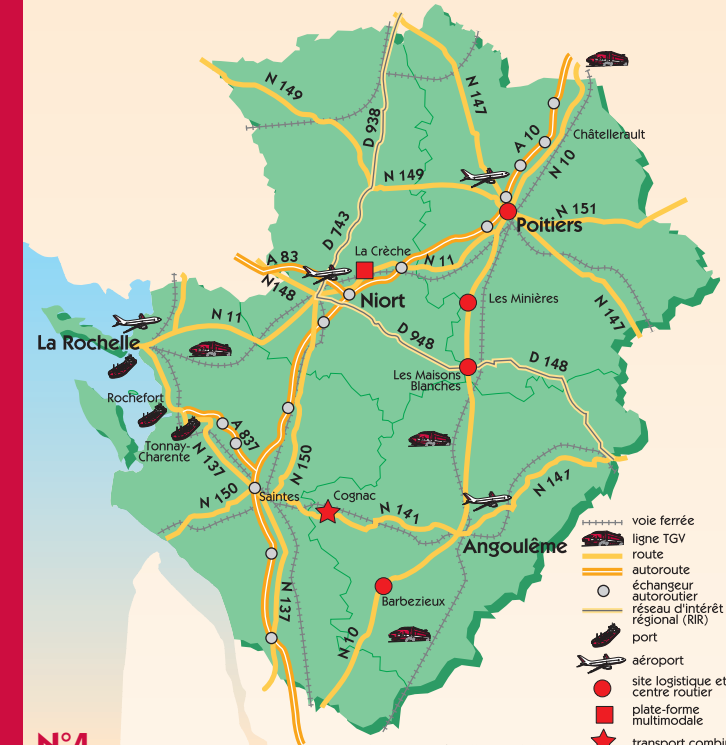 N 149
N 147
D 938
A 10
Châtellerault
N 10
N 149
N 151
Poitiers
D 743
La Crèche
A 83
N 11
N148
Niort
Les Minières
N 147
N 11
La Rochelle
D 948
D 148
Les Maisons
Blanches
Rochefort
A 837
Tonnay-
Charente
N 137
N 150
N 141
N 150
Saintes
Cognac
N 141
Angoulême
N 137
Barbezieux
N 10
voie ferrée
ligne TGV
route
autoroute
échangeur
autoroutier
réseau d'intérêt
régional (RIR)
port
aéroport
site logistique et
centre routier
plate-forme
multimodale
transport
N°4